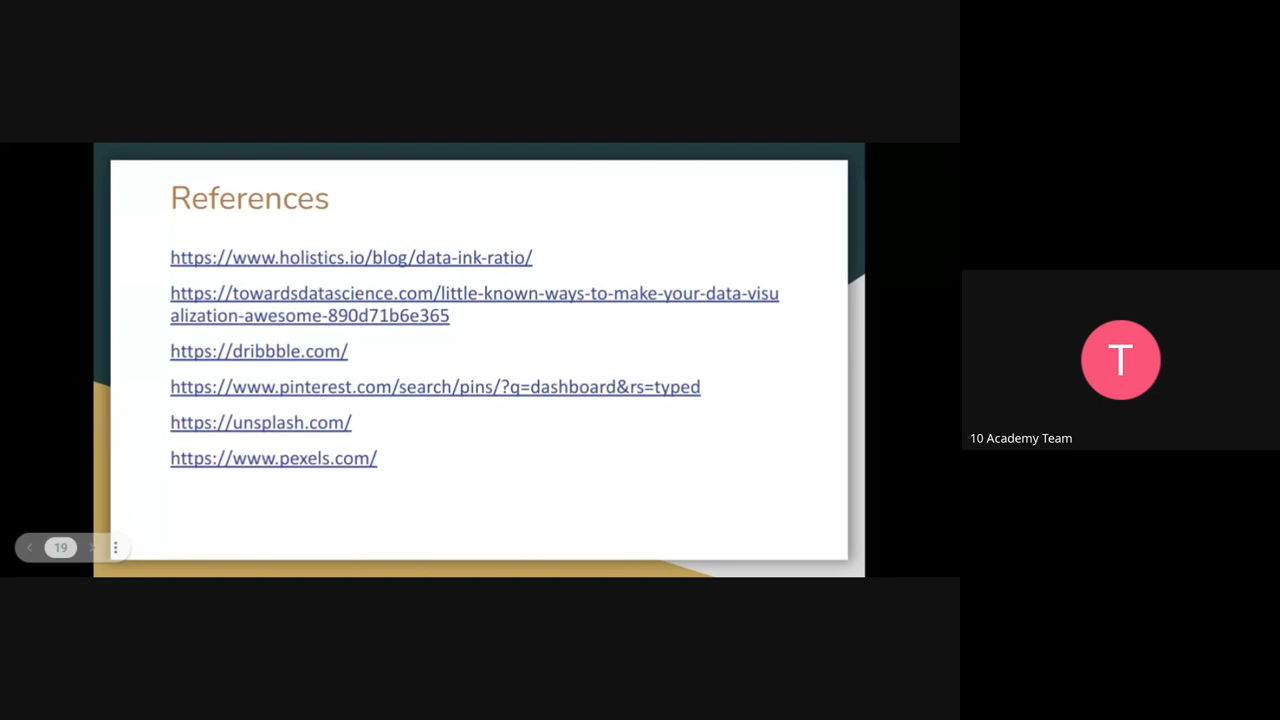 References
https://www.holistics.io/blog/data-ink-ratio/
https://towardsdatascience.com/little-known-ways-to-make-your-data-visu
alization-awesome-890d71b6e365
https://dribbble.com/
https://www.pinterest.com/search/pins/?q=dashboard&rs=typed
https://unsplash.com/
https://www.pexels.com/
19
T
10 Academy Team